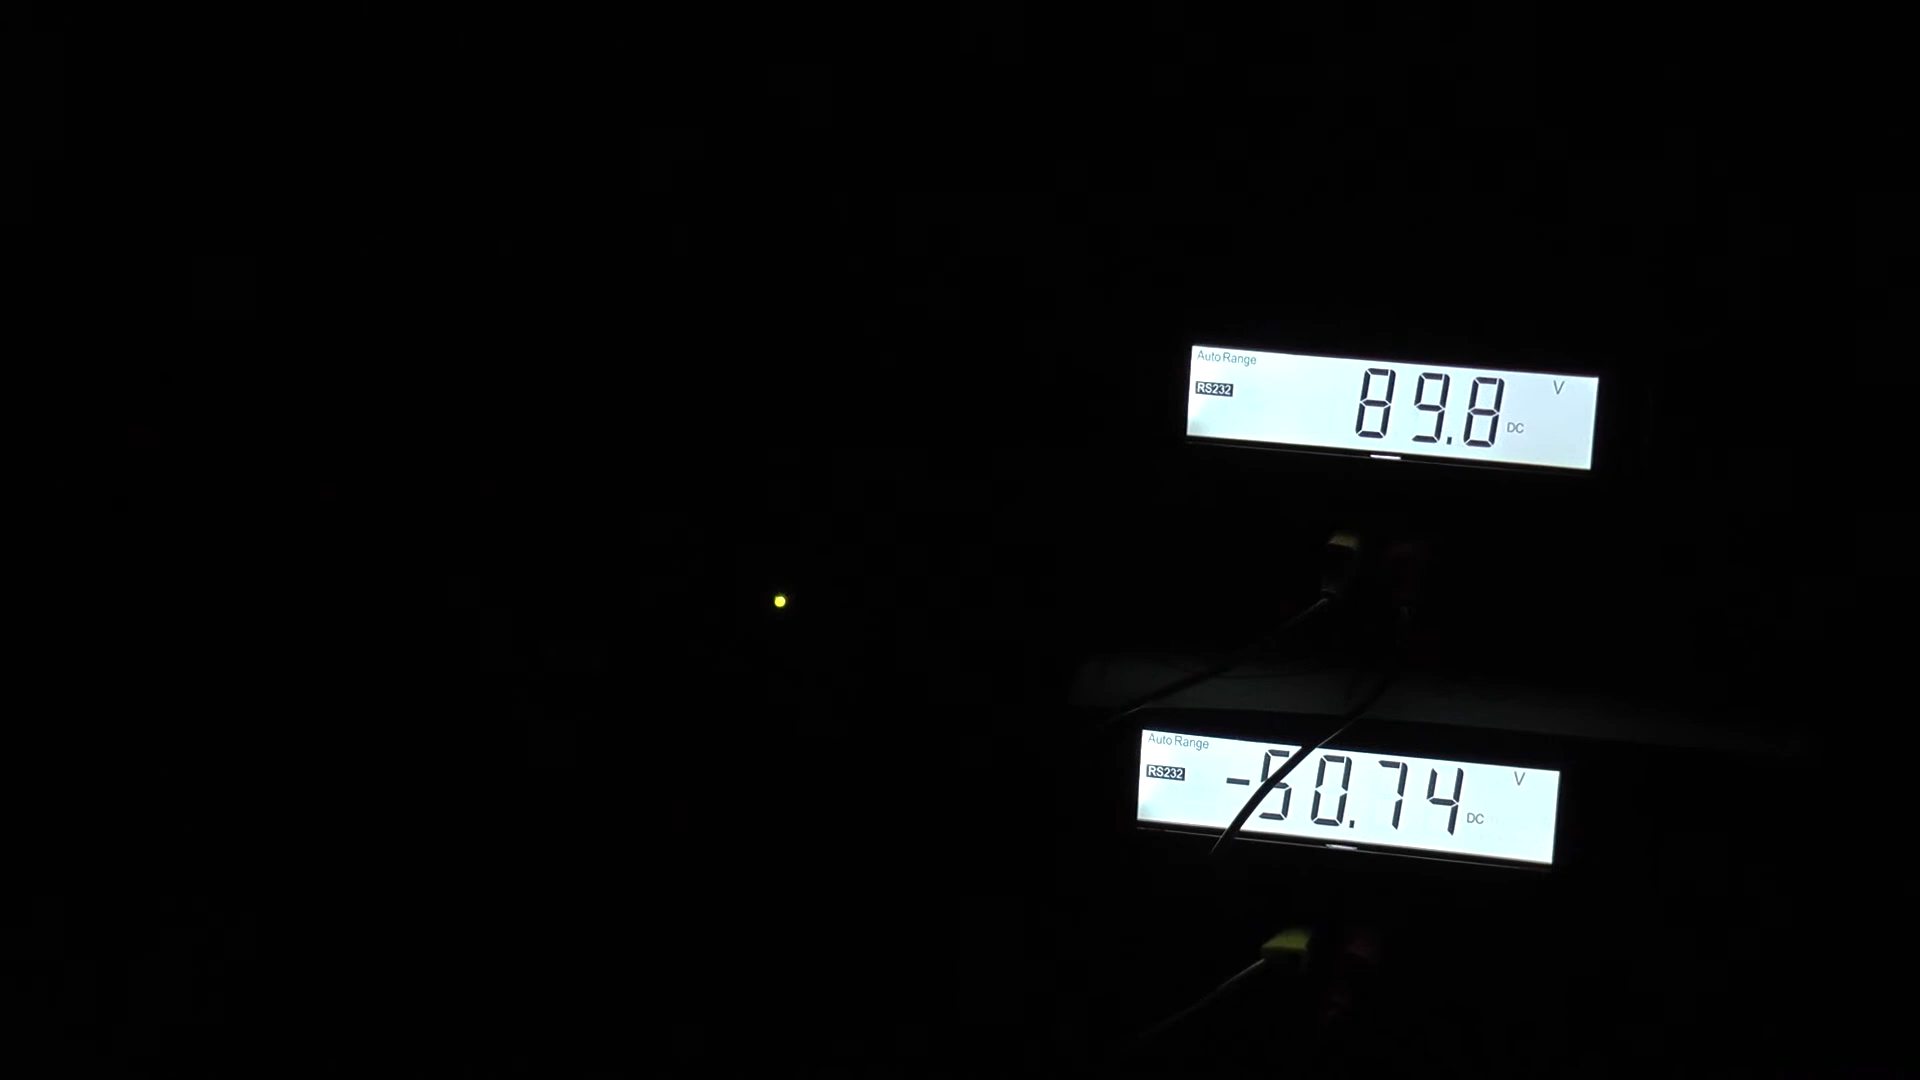 Auto Range
V
RS232
89.8 DC
Auto Range
V
RS232
-50.74 DC